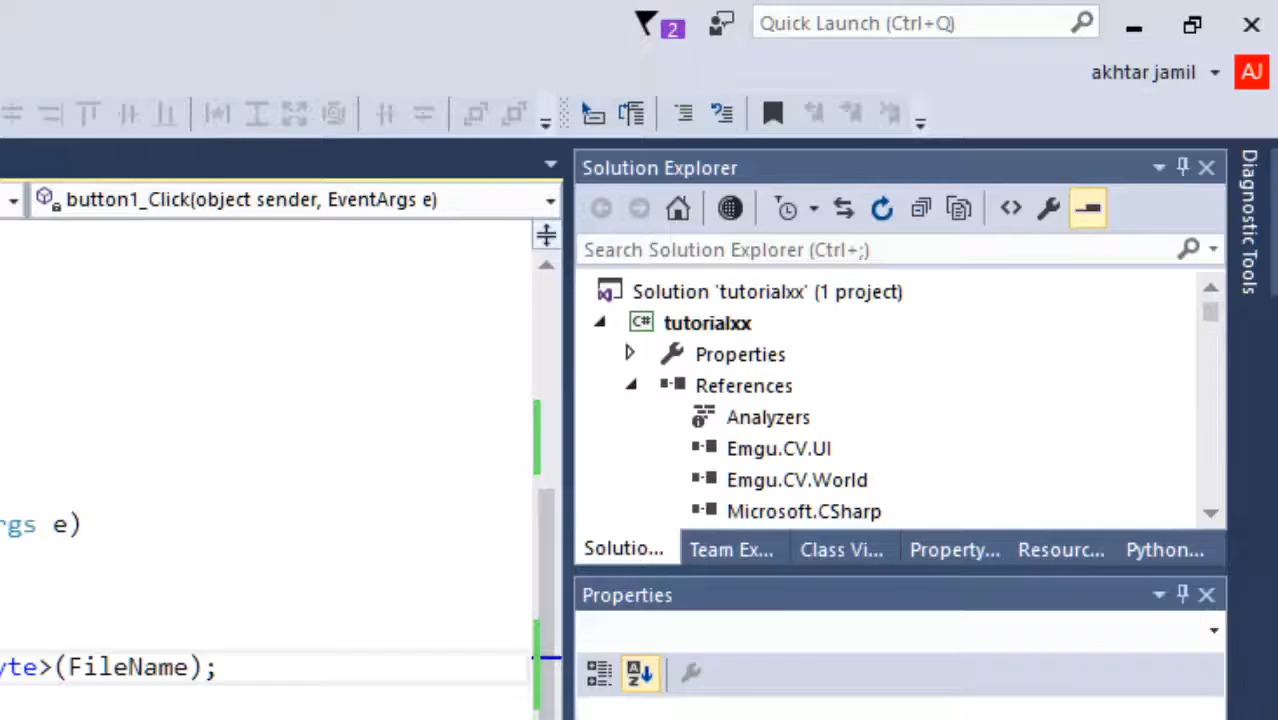 2
Quick Launch (Ctrl+Q)
akhtar jamil
AJ
button1_Click(object sender, EventArgs e)
rgs e)
yte>(FileName);
Solution Explorer
Search Solution Explorer (Ctrl+;)
Solution 'tutorialxx' (1 project)
C# tutorialxx
Properties
References
Analyzers
Emgu.CV.UI
Emgu.CV.World
Microsoft.CSharp
Solutio... Team Ex... Class Vi... Property... Resourc... Python...
Properties
A
Z
Diagnostic Tools